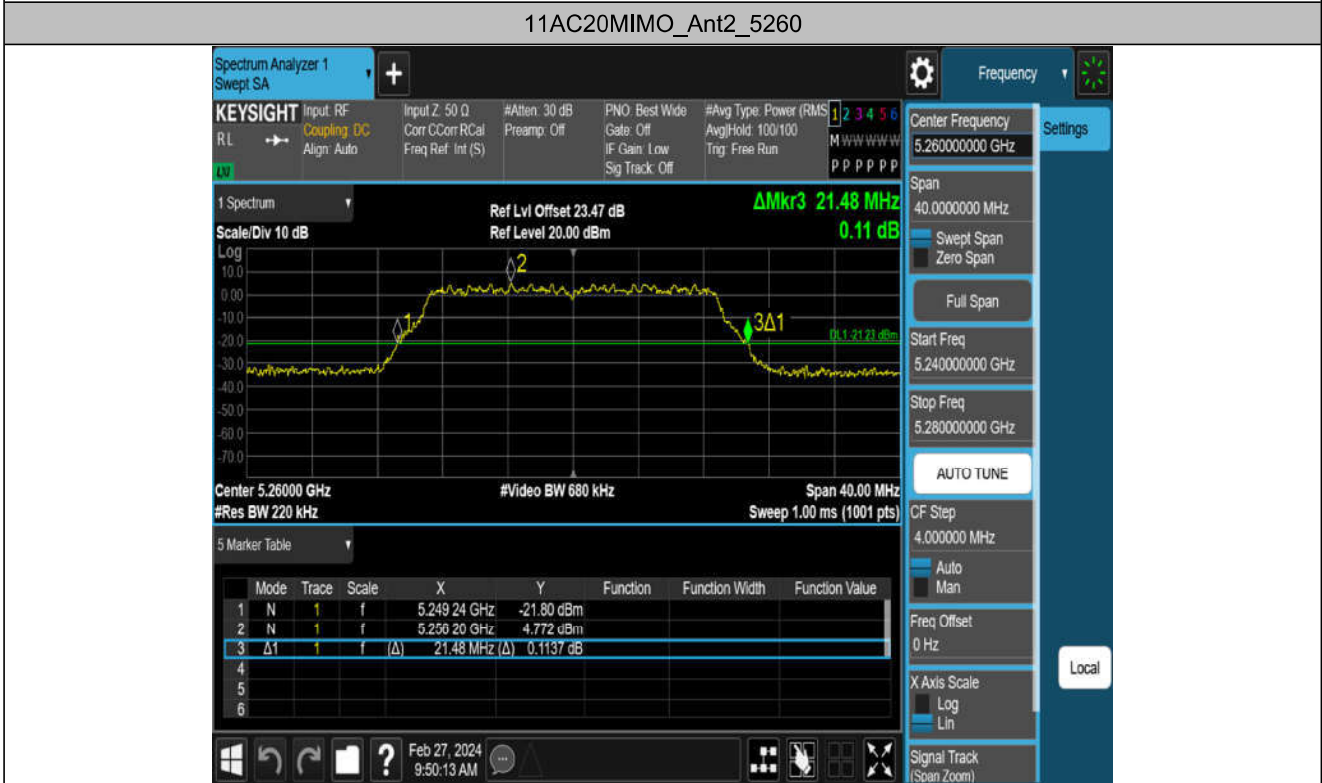 11AC20MIMO_Ant2_5260
Spectrum Analyzer 1
Swept SA
+
Frequency
KEYSIGHT
RL
LXI
Input: RF
Coupling: DC
Align: Auto
Input Z: 50 Ω
Corr CCorr RCal
Freq Ref: Int (S)
#Atten: 30 dB
Preamp: Off
PNO: Best Wide
Gate: Off
IF Gain: Low
Sig Track: Off
#Avg Type: Power (RMS
Avg|Hold: 100/100
Trig: Free Run
1 2 3 4 5 6
M W W W W W
P P P P P P
1 Spectrum
Scale/Div 10 dB
Ref Lvl Offset 23.47 dB
Ref Level 20.00 dBm
ΔMkr3 21.48 MHz
0.11 dB
Log
10.0
0.00
-10.0
-20.0
-30.0
-40.0
-50.0
-60.0
-70.0
1
2
3Δ1
DL1 -21.23 dBm
Center 5.26000 GHz
#Res BW 220 kHz
#Video BW 680 kHz
Span 40.00 MHz
Sweep 1.00 ms (1001 pts)
5 Marker Table
Mode Trace Scale X Y Function Function Width Function Value
1 N 1 f 5.249 24 GHz -21.80 dBm
2 N 1 f 5.256 20 GHz 4.772 dBm
3 Δ1 1 f (Δ) 21.48 MHz (Δ) 0.1137 dB
4
5
6
?
Feb 27, 2024
9:50:13 AM
Center Frequency
5.260000000 GHz
Settings
Span
40.0000000 MHz
Swept Span
Zero Span
Full Span
Start Freq
5.240000000 GHz
Stop Freq
5.280000000 GHz
AUTO TUNE
CF Step
4.000000 MHz
Auto
Man
Freq Offset
0 Hz
X Axis Scale
Log
Lin
Local
Signal Track
(Span Zoom)